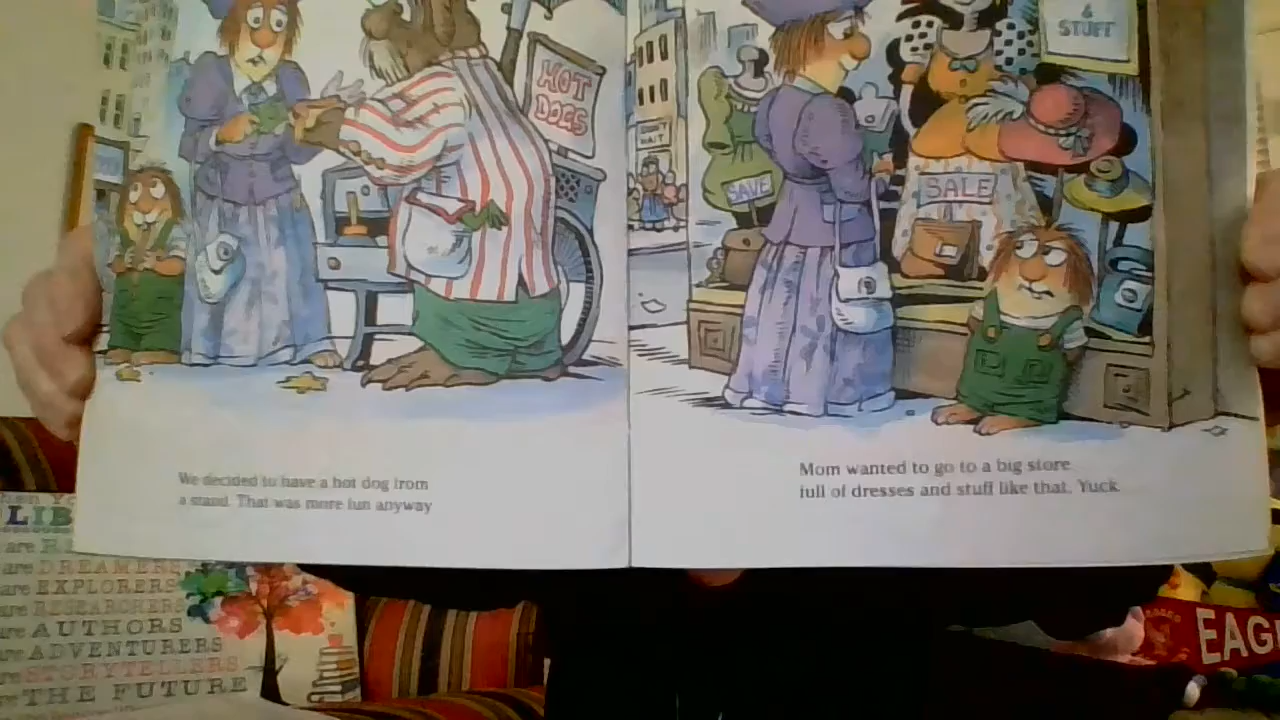 HOT
DOGS
We decided to have a hot dog from
a stand. That was more fun anyway
&
STUFF
DON'T
WAIT
SAVE
SALE
Mom wanted to go to a big store
full of dresses and stuff like that. Yuck.
LIB
are
are DREAMERS
are EXPLORERS
are RESEARCHERS
are AUTHORS
are ADVENTURERS
are STORYTELLERS
THE FUTURE
EAG